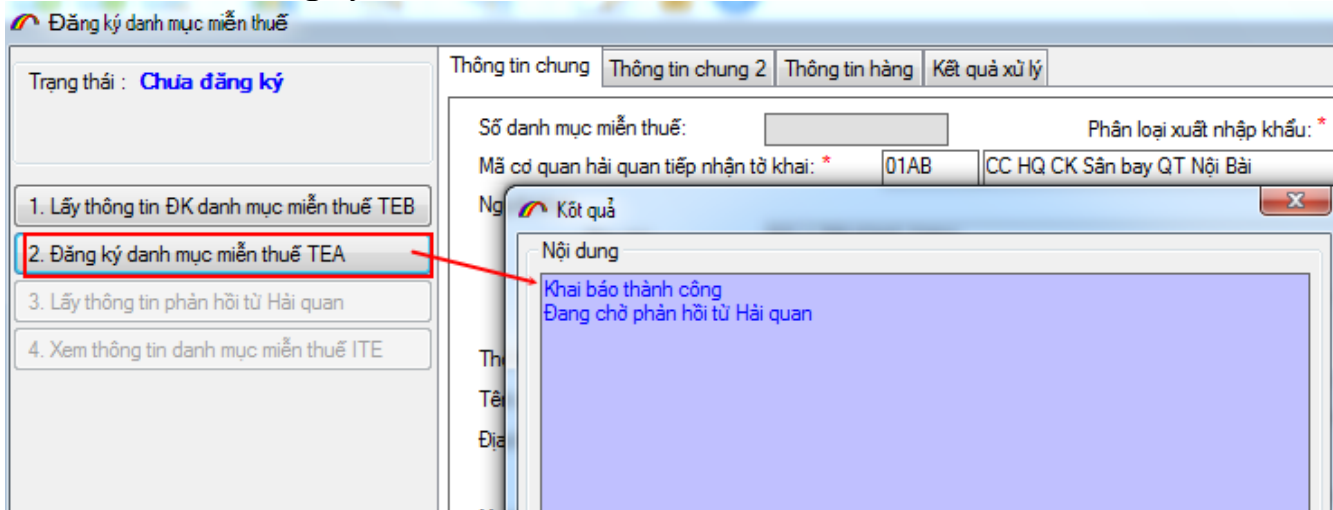 Đăng ký danh mục miễn thuế
Trạng thái : Chưa đăng ký
Thông tin chung
Thông tin chung 2
Thông tin hàng
Kết quả xử lý
Số danh mục miễn thuế:
Phân loại xuất nhập khẩu: *
Mã cơ quan hải quan tiếp nhận tờ khai: *
01AB
CC HQ CK Sân bay QT Nội Bài
1. Lấy thông tin ĐK danh mục miễn thuế TEB
2. Đăng ký danh mục miễn thuế TEA
3. Lấy thông tin phản hồi từ Hải quan
4. Xem thông tin danh mục miễn thuế ITE
Ng
Kõt quả
Nội dung
Khai báo thành công
Đang chờ phản hồi từ Hải quan
Tên
Địa